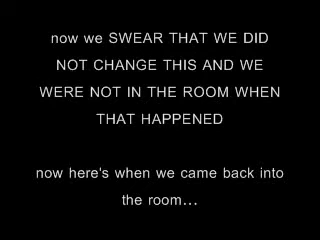 now we SWEAR THAT WE DID
NOT CHANGE THIS AND WE
WERE NOT IN THE ROOM WHEN
THAT HAPPENED
now here's when we came back into
the room...